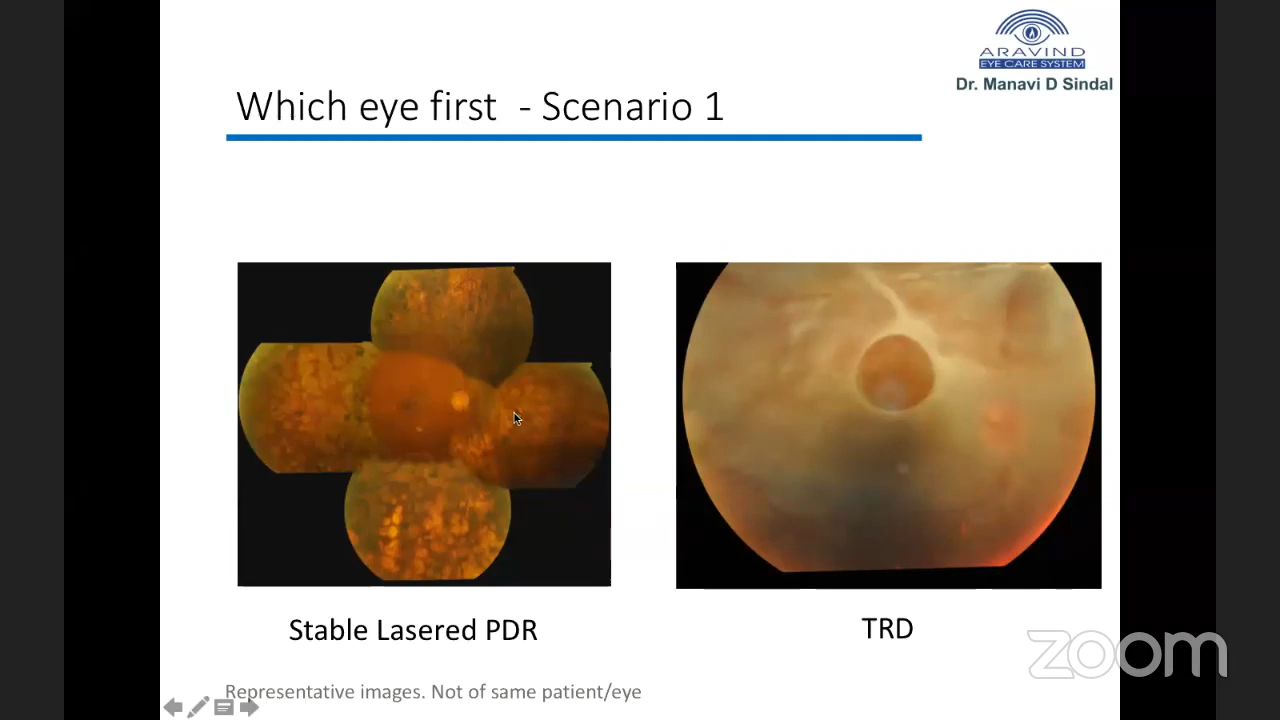 ARAVIND
EYE CARE SYSTEM
Dr. Manavi D Sindal
Which eye first - Scenario 1
Stable Lasered PDR
TRD
zoom
Representative images. Not of same patient/eye